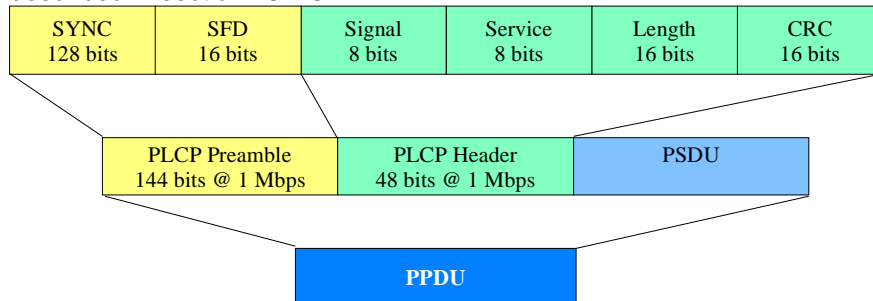 SYNC
128 bits
SFD
16 bits
Signal
8 bits
Service
8 bits
Length
16 bits
CRC
16 bits
PLCP Preamble
144 bits @ 1 Mbps
PLCP Header
48 bits @ 1 Mbps
PSDU
PPDU